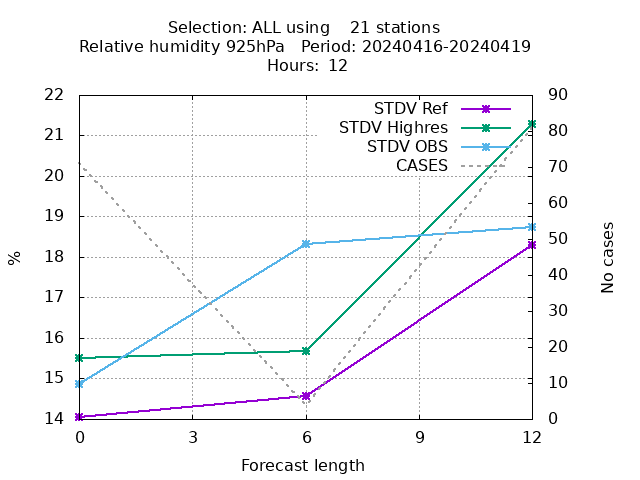 Selection: ALL using    21 stations
Relative humidity 925hPa   Period: 20240416-20240419
Hours:  12
STDV Ref
STDV Highres
STDV OBS
CASES
22
21
20
19
18
17
16
15
14
%
90
80
70
60
50
40
30
20
10
0
No cases
0 3 6 9 12
Forecast length